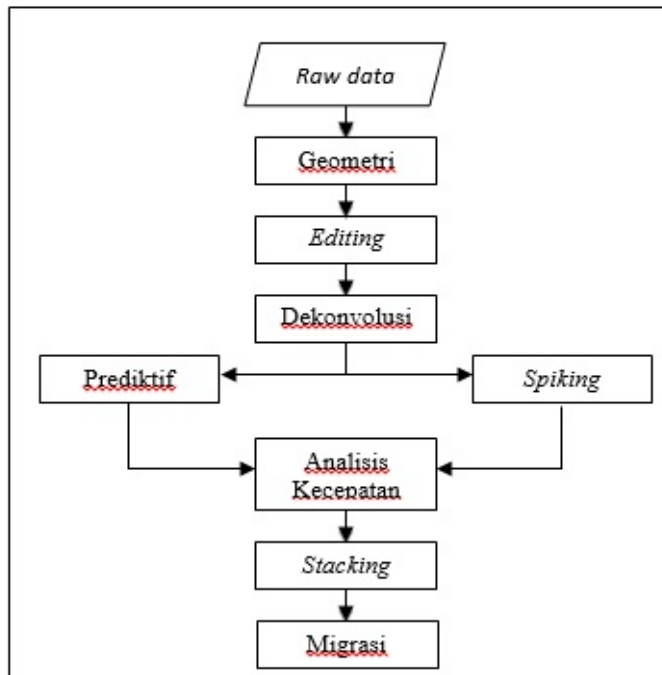 Raw data
Geometri
Editing
Dekonvolusi
Prediktif
Spiking
Analisis
Kecepatan
Stacking
Migrasi